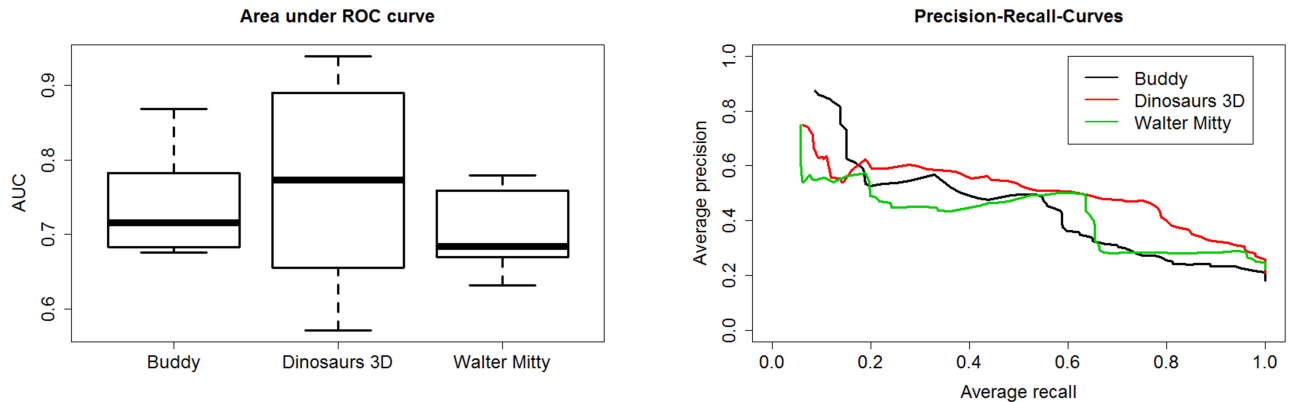 Area under ROC curve
AUC
0.9
0.8
0.7
0.6
Buddy
Dinosaurs 3D
Walter Mitty
Precision-Recall-Curves
Average precision
1.0
0.8
0.6
0.4
0.2
0.0
Buddy
Dinosaurs 3D
Walter Mitty
0.0 0.2 0.4 0.6 0.8 1.0
Average recall